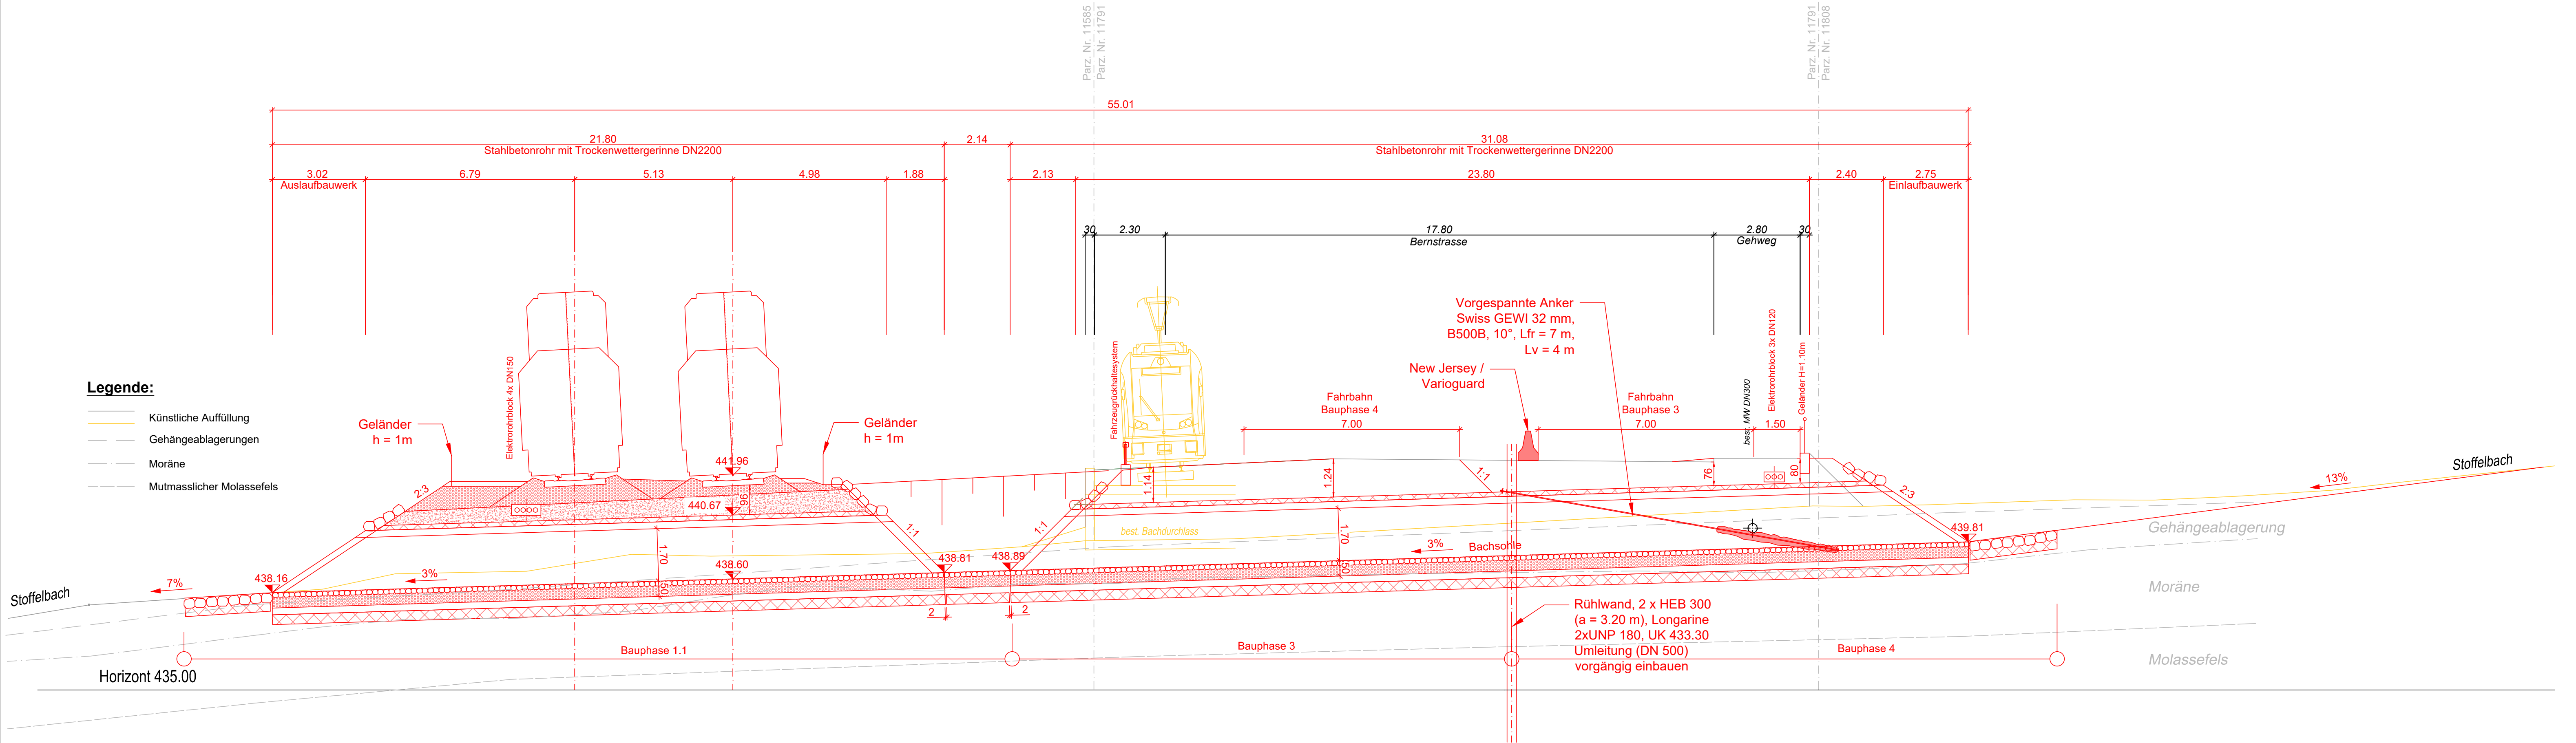 Parz. Nr. 11585
Parz. Nr. 11791
Parz. Nr. 11791
Parz. Nr. 11808
55.01
21.80
Stahlbetonrohr mit Trockenwettergerinne DN2200
2.14
31.08
Stahlbetonrohr mit Trockenwettergerinne DN2200
3.02
Auslaufbauwerk
6.79
5.13
4.98
1.88
2.13
23.80
2.40
2.75
Einlaufbauwerk
30
2.30
17.80
Bernstrasse
2.80
Gehweg
30
Legende:
Künstliche Auffüllung
Gehängeablagerungen
Moräne
Mutmasslicher Molassefels
Geländer
h = 1m
Elektrorohrblock 4x DN150
Geländer
h = 1m
Fahrzeugrückhaltesystem
Vorgespannte Anker
Swiss GEWI 32 mm,
B500B, 10°, Lfr = 7 m,
Lv = 4 m
New Jersey /
Varioguard
Fahrbahn
Bauphase 4
7.00
Fahrbahn
Bauphase 3
7.00
best. MW DN300
Elektrorohrblock 3x DN120
Geländer H=1.10m
1.50
2:3
441.96
96
440.67
1:1
1:1
1.14
1.24
1:1
76
80
2:3
13%
Stoffelbach
best. Bachdurchlass
1.70
1.70
50
50
438.16
3%
438.60
438.81
438.89
3%
Bachsohle
439.81
7%
Stoffelbach
2
2
Gehängeablagerung
Moräne
Molassefels
Rühlwand, 2 x HEB 300
(a = 3.20 m), Longarine
2xUNP 180, UK 433.30
Umleitung (DN 500)
vorgängig einbauen
Bauphase 1.1
Bauphase 3
Bauphase 4
Horizont 435.00